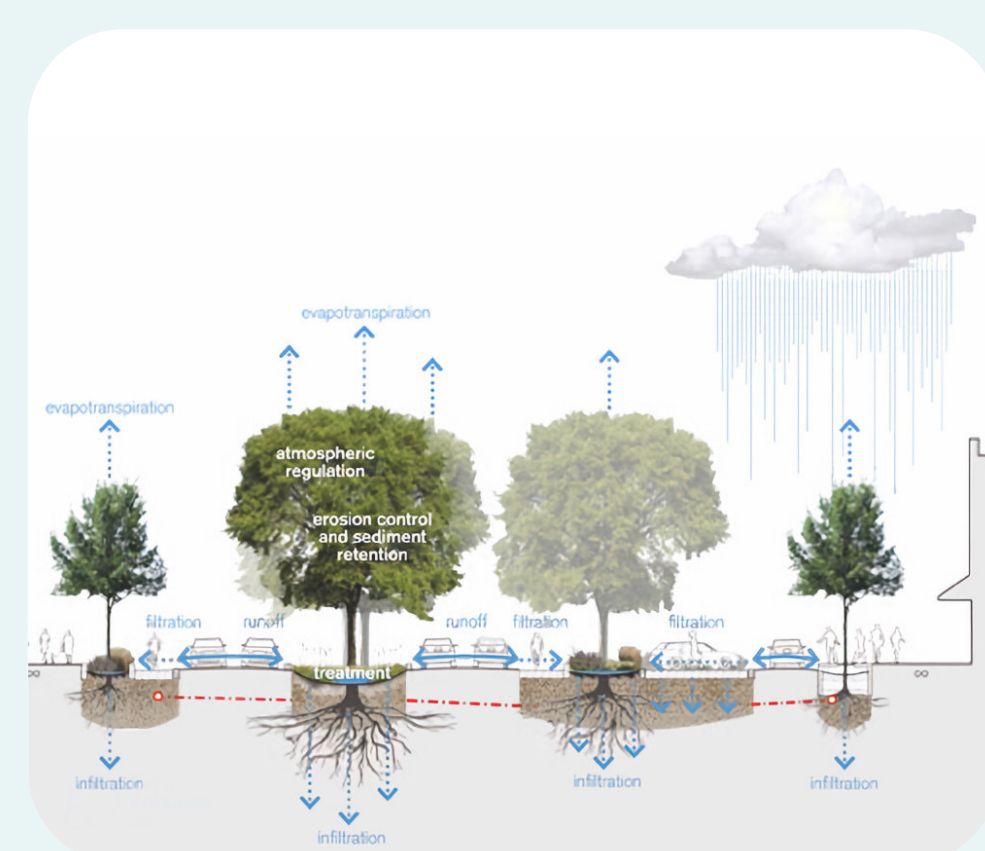 evapotranspiration
evapotranspiration
atmospheric
regulation
erosion control
and sediment
retention
filtration
runoff
runoff
filtration
filtration
treatment
∞
∞
infiltration
infiltration
infiltration
infiltration